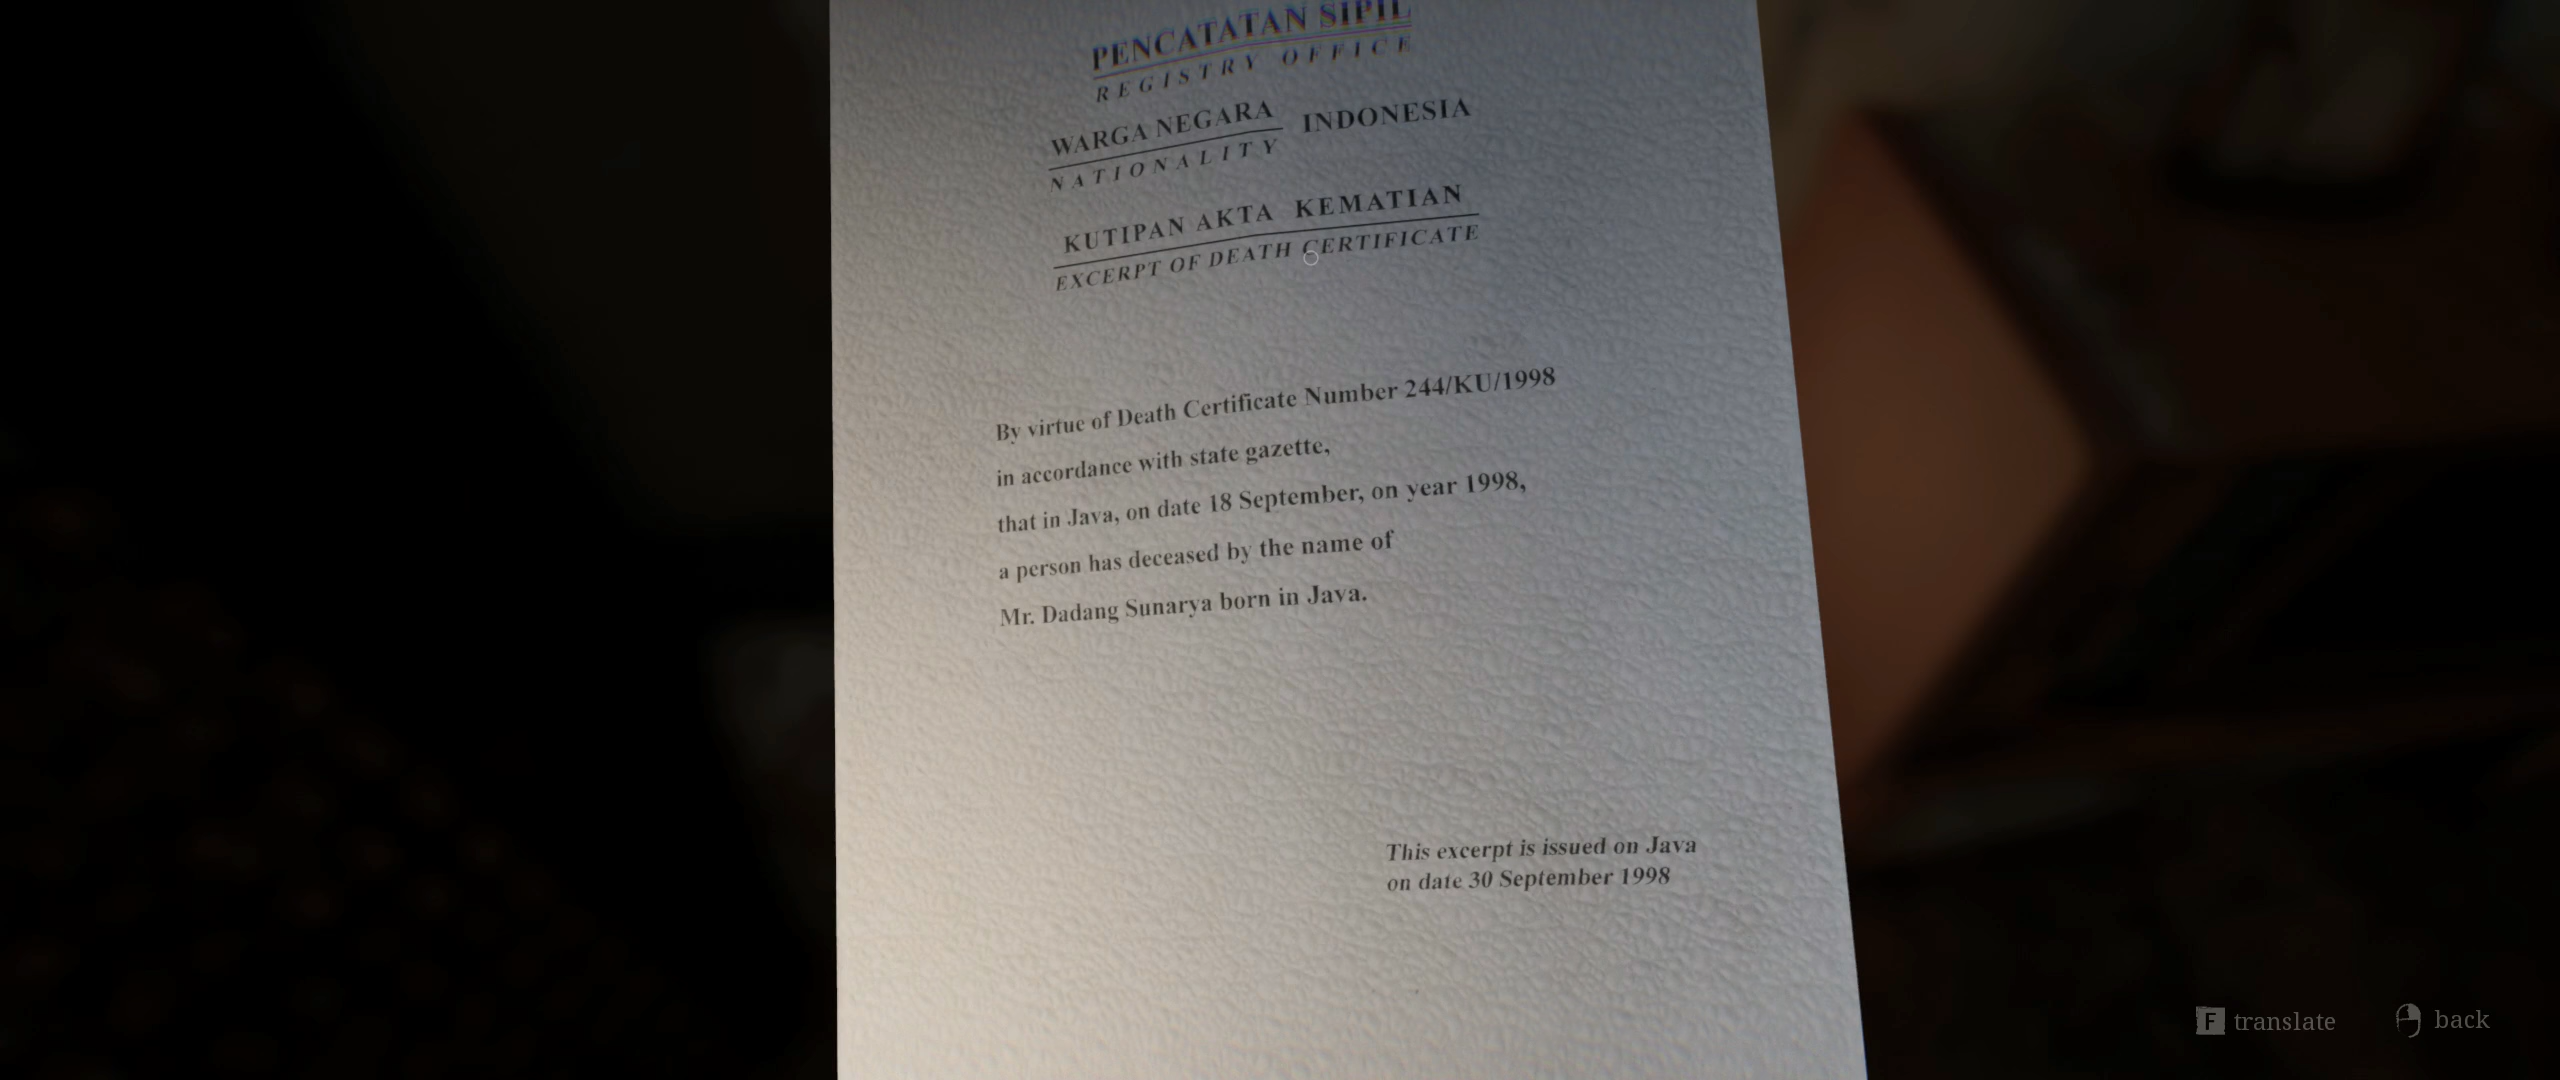 PENCATATAN SIPIL
REGISTRY OFFICE
WARGA NEGARA INDONESIA
NATIONALITY
KUTIPAN AKTA KEMATIAN
EXCERPT OF DEATH CERTIFICATE
By virtue of Death Certificate Number 244/KU/1998
in accordance with state gazette,
that in Java, on date 18 September, on year 1998,
a person has deceased by the name of
Mr. Dadang Sunarya born in Java.
This excerpt is issued on Java
on date 30 September 1998
F translate back